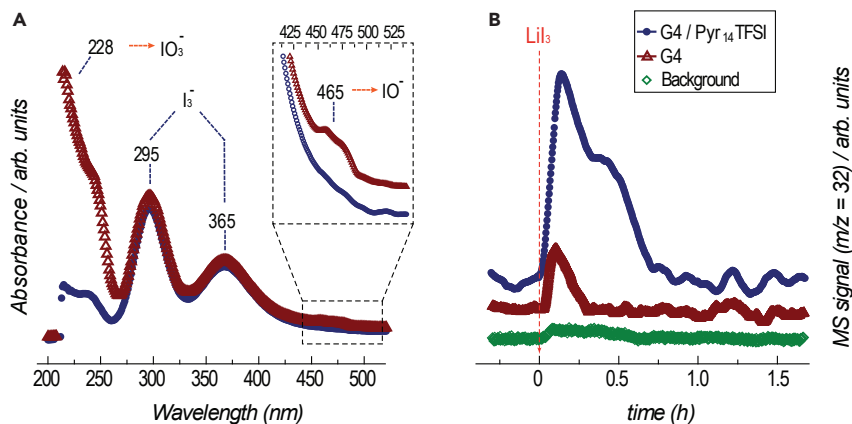 A
Absorbance / arb. units
228 IO₃⁻
I₃⁻
295
365
425 450 475 500 525
465 IO⁻
200 250 300 350 400 450 500
Wavelength (nm)
B
LiI₃
G4 / Pyr₁₄TFSI
G4
Background
MS signal (m/z = 32) / arb. units
0 0.5 1.0 1.5
time (h)